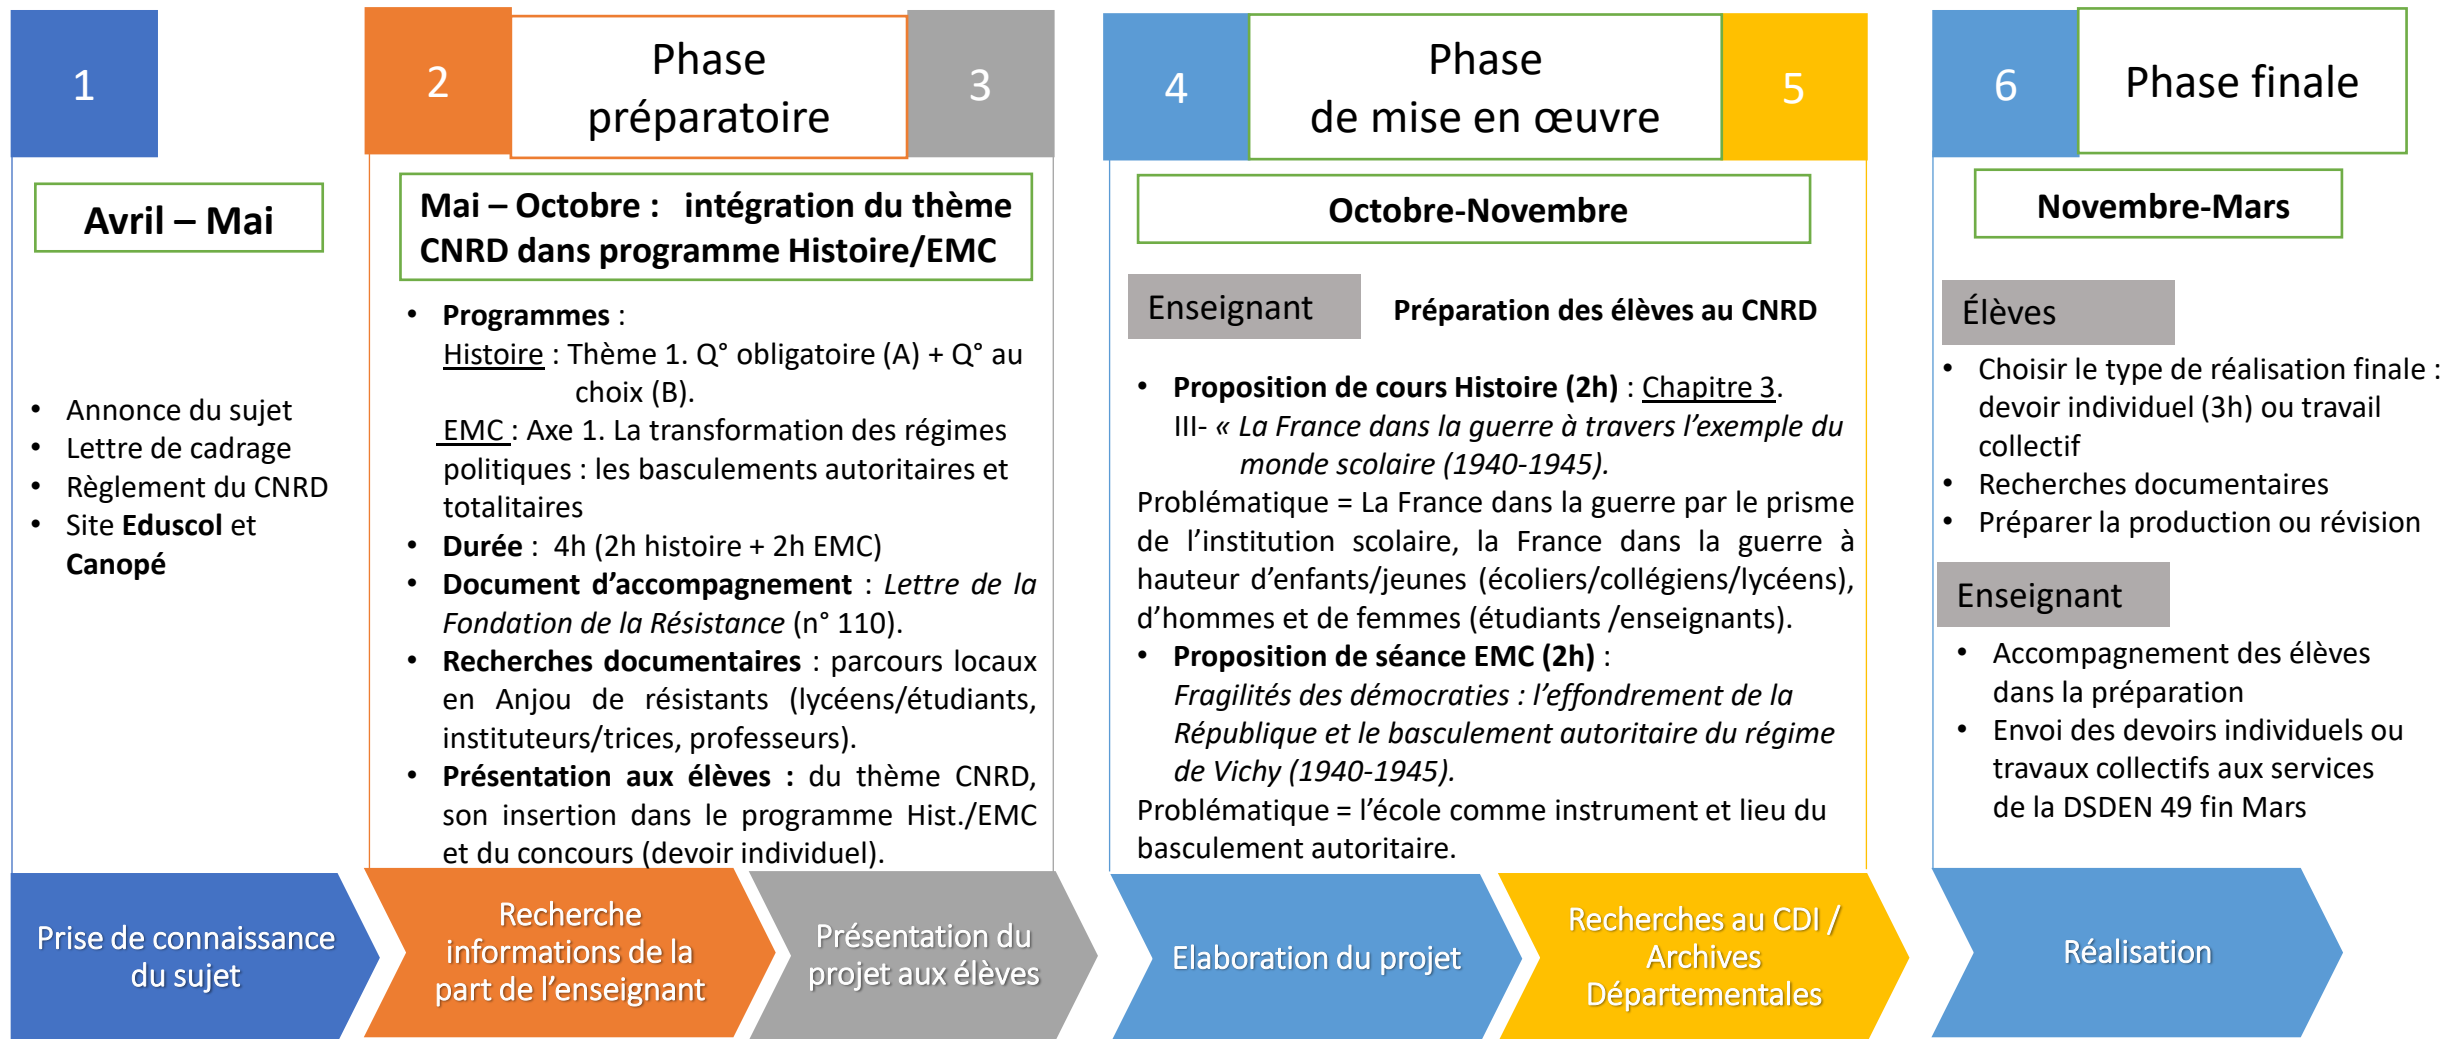 1
Avril – Mai
• Annonce du sujet
• Lettre de cadrage
• Règlement du CNRD
• Site Eduscol et
Canopé
Prise de connaissance
du sujet
2
Phase
préparatoire
3
Mai – Octobre : intégration du thème
CNRD dans programme Histoire/EMC
• Programmes :
Histoire : Thème 1. Q° obligatoire (A) + Q° au
choix (B).
EMC : Axe 1. La transformation des régimes
politiques : les basculements autoritaires et
totalitaires
• Durée : 4h (2h histoire + 2h EMC)
• Document d’accompagnement : Lettre de la
Fondation de la Résistance (n° 110).
• Recherches documentaires : parcours locaux
en Anjou de résistants (lycéens/étudiants,
instituteurs/trices, professeurs).
• Présentation aux élèves : du thème CNRD,
son insertion dans le programme Hist./EMC
et du concours (devoir individuel).
Recherche
informations de la
part de l’enseignant
Présentation du
projet aux élèves
4
Phase
de mise en œuvre
5
Octobre-Novembre
Enseignant
Préparation des élèves au CNRD
• Proposition de cours Histoire (2h) : Chapitre 3.
III- « La France dans la guerre à travers l’exemple du
monde scolaire (1940-1945).
Problématique = La France dans la guerre par le prisme
de l’institution scolaire, la France dans la guerre à
hauteur d’enfants/jeunes (écoliers/collégiens/lycéens),
d’hommes et de femmes (étudiants /enseignants).
• Proposition de séance EMC (2h) :
Fragilités des démocraties : l’effondrement de la
République et le basculement autoritaire du régime
de Vichy (1940-1945).
Problématique = l’école comme instrument et lieu du
basculement autoritaire.
Elaboration du projet
Recherches au CDI /
Archives
Départementales
6
Phase finale
Novembre-Mars
Élèves
• Choisir le type de réalisation finale :
devoir individuel (3h) ou travail
collectif
• Recherches documentaires
• Préparer la production ou révision
Enseignant
• Accompagnement des élèves
dans la préparation
• Envoi des devoirs individuels ou
travaux collectifs aux services
de la DSDEN 49 fin Mars
Réalisation